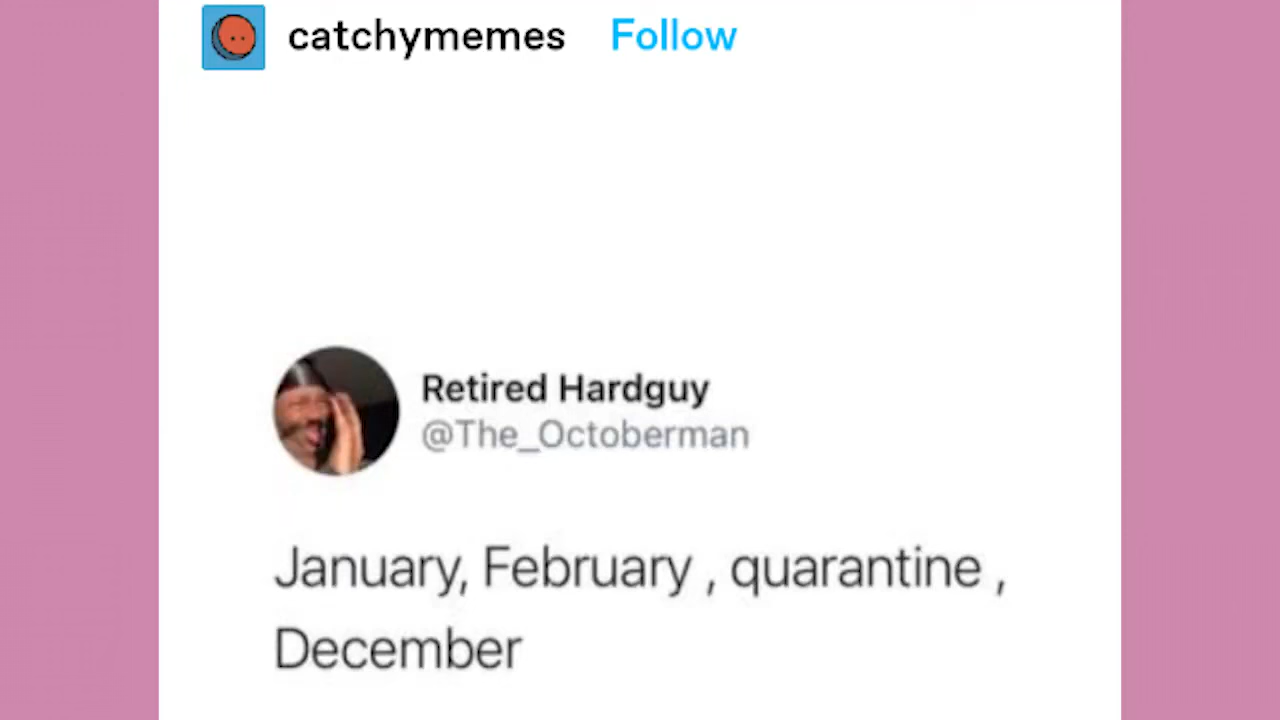 catchymemes Follow
Retired Hardguy
@The_Octoberman
January, February , quarantine ,
December